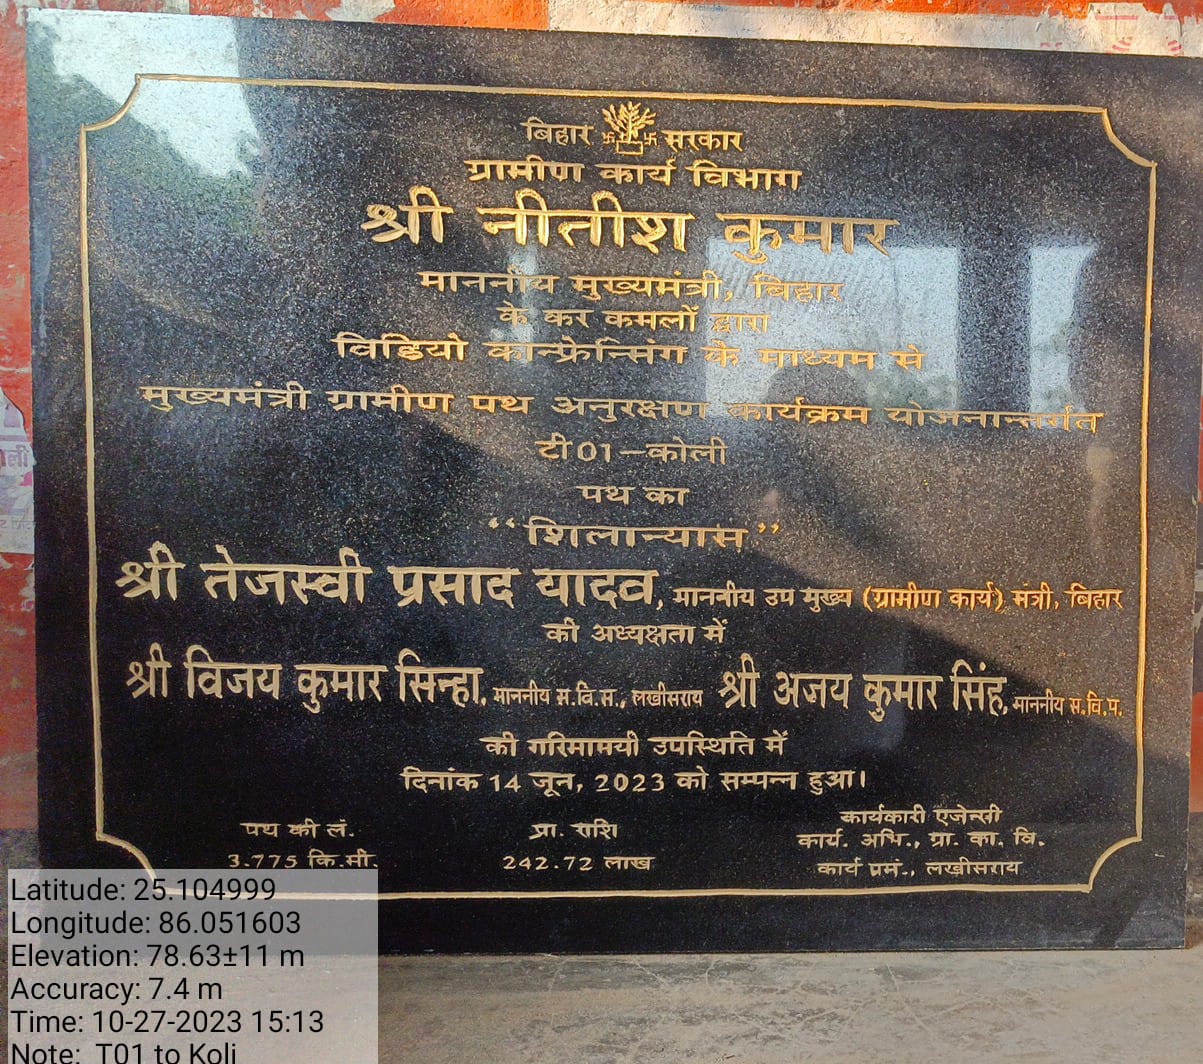 बिहार सरकार
ग्रामीण कार्य विभाग
श्री नीतीश कुमार
माननीय मुख्यमंत्री, बिहार
के कर कमलों द्वारा
विडियो कान्फ्रेन्सिंग के माध्यम से
मुख्यमंत्री ग्रामीण पथ अनुरक्षण कार्यक्रम योजनान्तर्गत
टी01–कोली
पथ का
“शिलान्यास”
श्री तेजस्वी प्रसाद यादव, माननीय उप मुख्य (ग्रामीण कार्य) मंत्री, बिहार
की अध्यक्षता में
श्री विजय कुमार सिन्हा, माननीय स.वि.स., लखीसराय श्री अजय कुमार सिंह, माननीय स.वि.प.
की गरिमामयी उपस्थिति में
दिनांक 14 जून, 2023 को सम्पन्न हुआ।
पथ की लं.
3.775 कि.मी.
प्रा. राशि
242.72 लाख
कार्यकारी एजेन्सी
कार्य. अभि., ग्रा. का. वि.
कार्य प्रमं., लखीसराय
Latitude: 25.104999
Longitude: 86.051603
Elevation: 78.63±11 m
Accuracy: 7.4 m
Time: 10-27-2023 15:13
Note: T01 to Koli